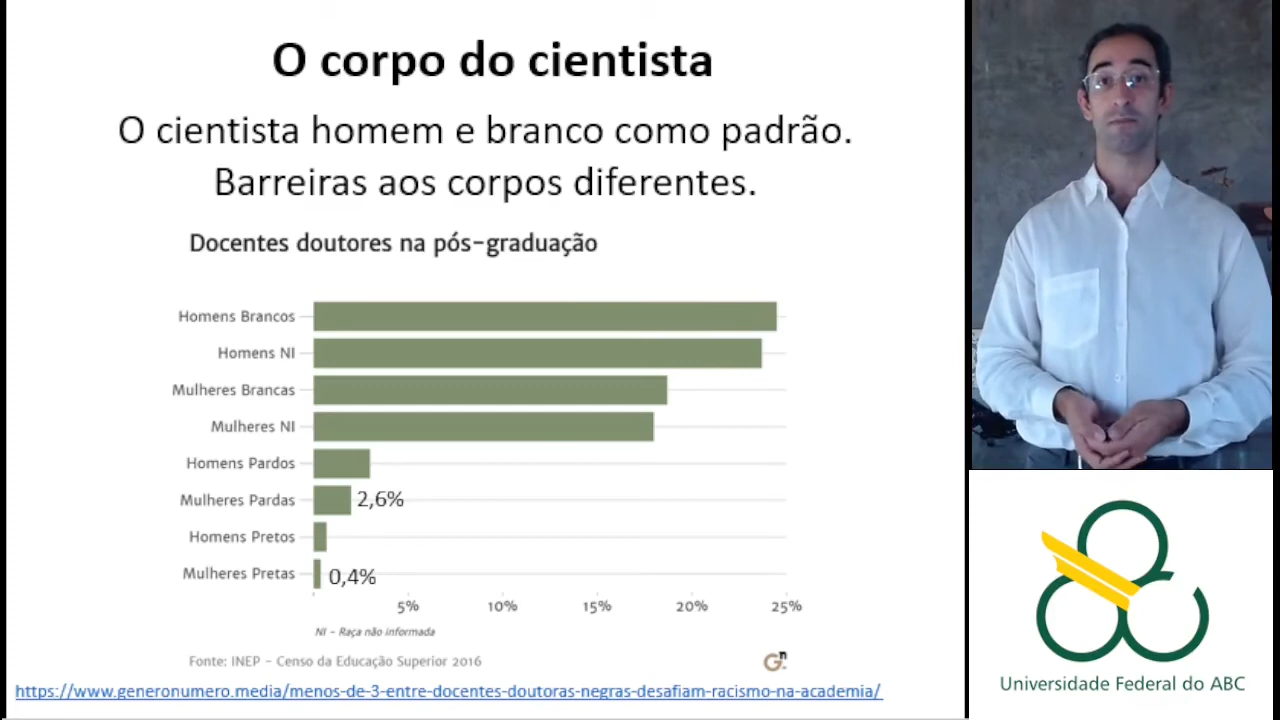 O corpo do cientista
O cientista homem e branco como padrão.
Barreiras aos corpos diferentes.
Docentes doutores na pós-graduação
Homens Brancos
Homens NI
Mulheres Brancas
Mulheres NI
Homens Pardos
Mulheres Pardas 2,6%
Homens Pretos
Mulheres Pretas 0,4%
5% 10% 15% 20% 25%
NI - Raça não informada
Fonte: INEP - Censo da Educação Superior 2016
Gn
https://www.generonumero.media/menos-de-3-entre-docentes-doutoras-negras-desafiam-racismo-na-academia/
Universidade Federal do ABC